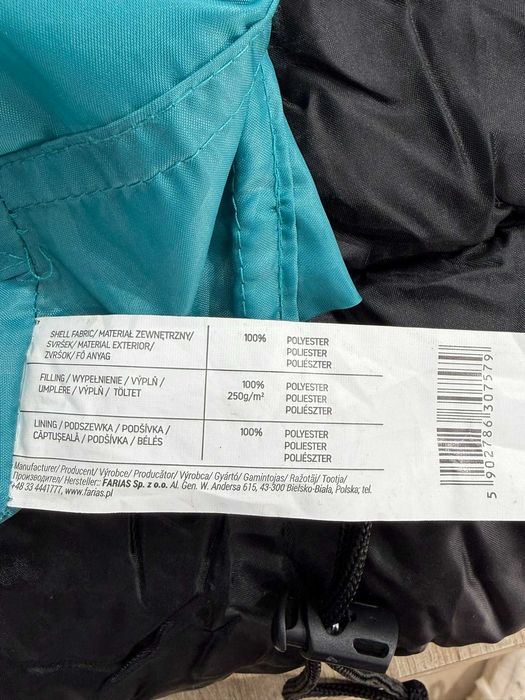 SHELL FABRIC/ MATERIAŁ ZEWNĘTRZNY/
SVRŠEK/ MATERIAL EXTERIOR/
ZVRŠOK/ FŐ ANYAG
100%
POLYESTER
POLIESTER
POLIÉSZTER
FILLING / WYPEŁNIENIE / VÝPLŇ /
UMPLERE / VÝPLŇ / TÖLTET
100%
250g/m²
POLYESTER
POLIESTER
POLIÉSZTER
LINING / PODSZEWKA / PODŠÍVKA /
CĂPTUȘEALĂ / PODŠÍVKA / BÉLÉS
100%
POLYESTER
POLIESTER
POLIÉSZTER
Manufacturer/ Producent/ Výrobce/ Producător/ Výrobca/ Gyártó/ Gamintojas/ Ražotāj/ Tootja/
Производител/ Hersteller:: FARIAS Sp. z o.o. Al. Gen. W. Andersa 615, 43-300 Bielsko-Biała, Polska; tel.
+48 33 4441777, www.farias.pl
5 902786 307579